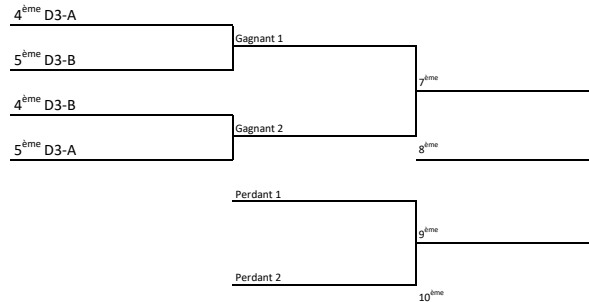 4ème D3-A
Gagnant 1
5ème D3-B
7ème
4ème D3-B
Gagnant 2
5ème D3-A
8ème
Perdant 1
9ème
Perdant 2
10ème